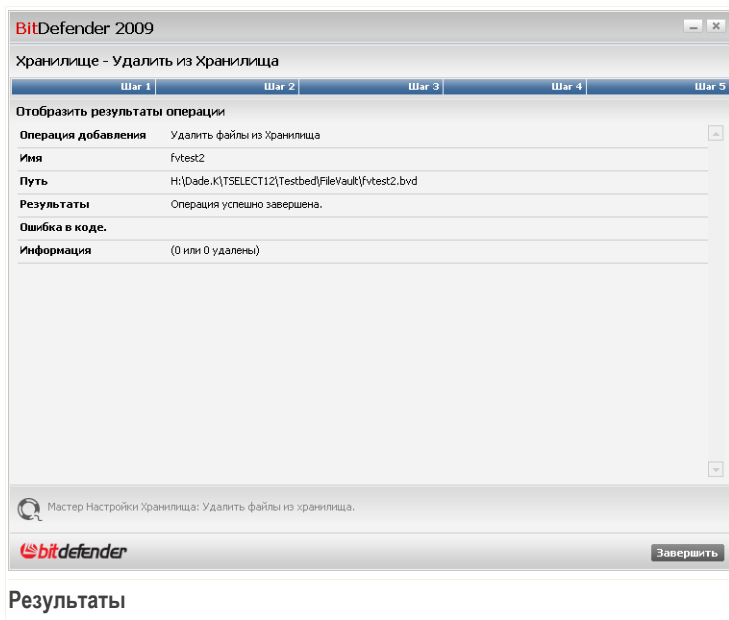 BitDefender 2009
Хранилище - Удалить из Хранилища
Шаг 1 Шаг 2 Шаг 3 Шаг 4 Шаг 5
Отобразить результаты операции
Операция добавления Удалить файлы из Хранилища
Имя fvtest2
Путь H:\Dade.K\TSELECT12\Testbed\FileVault\fvtest2.bvd
Результаты Операция успешно завершена.
Ошибка в коде.
Информация (0 или 0 удалены)
Мастер Настройки Хранилища: Удалить файлы из хранилища.
bitdefender
Завершить
Результаты